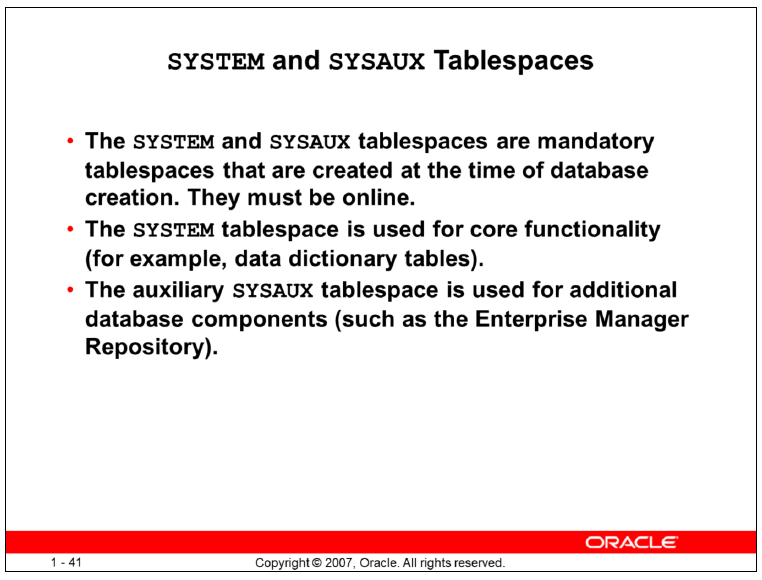 SYSTEM and SYSAUX Tablespaces
• The SYSTEM and SYSAUX tablespaces are mandatory
tablespaces that are created at the time of database
creation. They must be online.
• The SYSTEM tablespace is used for core functionality
(for example, data dictionary tables).
• The auxiliary SYSAUX tablespace is used for additional
database components (such as the Enterprise Manager
Repository).
ORACLE
1 - 41
Copyright © 2007, Oracle. All rights reserved.